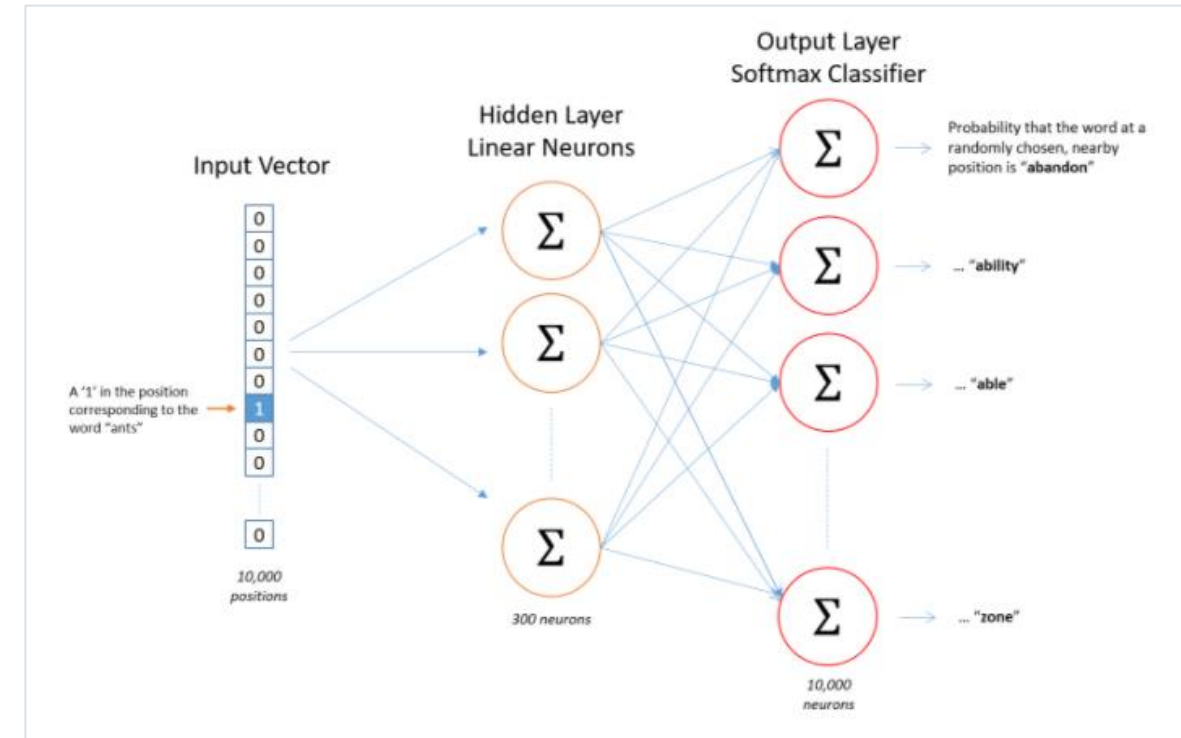 Output Layer
Softmax Classifier
Hidden Layer
Linear Neurons
Input Vector
0
0
0
0
0
0
0
1
0
0
0
A ‘1’ in the position
corresponding to the
word “ants”
10,000
positions
Σ
Σ
Σ
300 neurons
Σ
Σ
Σ
Σ
10,000
neurons
Probability that the word at a
randomly chosen, nearby
position is “abandon”
... “ability”
... “able”
... “zone”